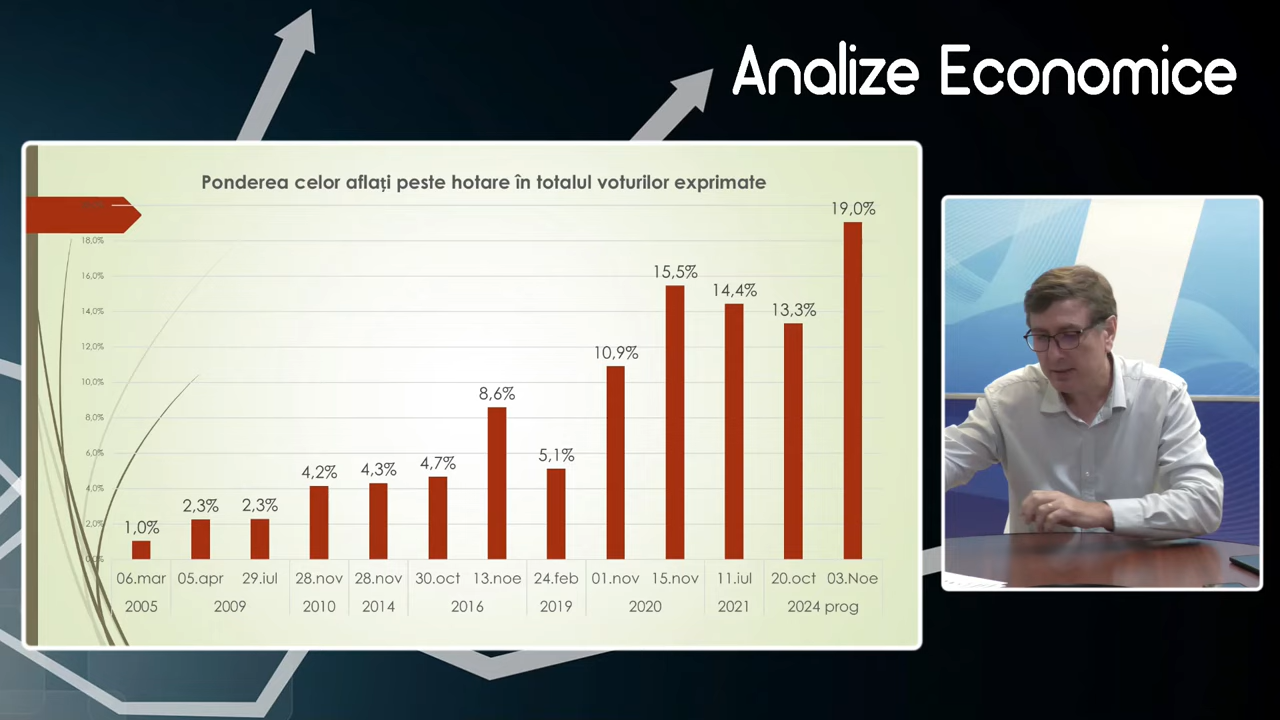 Analize Economice
Ponderea celor aflați peste hotare în totalul voturilor exprimate
18,0%
16,0%
14,0%
12,0%
10,0%
8,0%
6,0%
4,0%
2,0%
1,0% 2,3% 2,3% 4,2% 4,3% 4,7% 8,6% 5,1% 10,9% 15,5% 14,4% 13,3% 19,0%
06.mar 05.apr 29.iul 28.nov 28.nov 30.oct 13.noe 24.feb 01.nov 15.nov 11.iul 20.oct 03.Noe
2005 2009 2010 2014 2016 2019 2020 2021 2024 prog